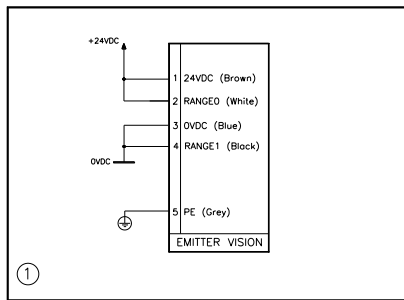 +24VDC
1 24VDC (Brown)
2 RANGE0 (White)
3 0VDC (Blue)
4 RANGE1 (Black)
0VDC
5 PE (Grey)
EMITTER VISION
1